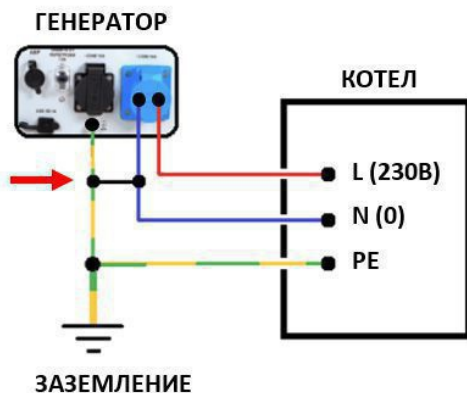 ГЕНЕРАТОР
КОТЕЛ
L (230В)
N (0)
PE
ЗАЗЕМЛЕНИЕ